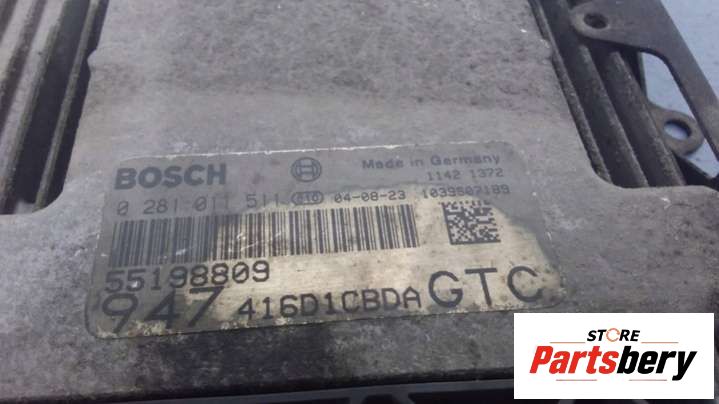 BOSCH
Made in Germany
1142 1372
0 281 011 511 04-08-23 1039S07189
55198809
947 416D1CBDA GTC
STORE
Partsbery